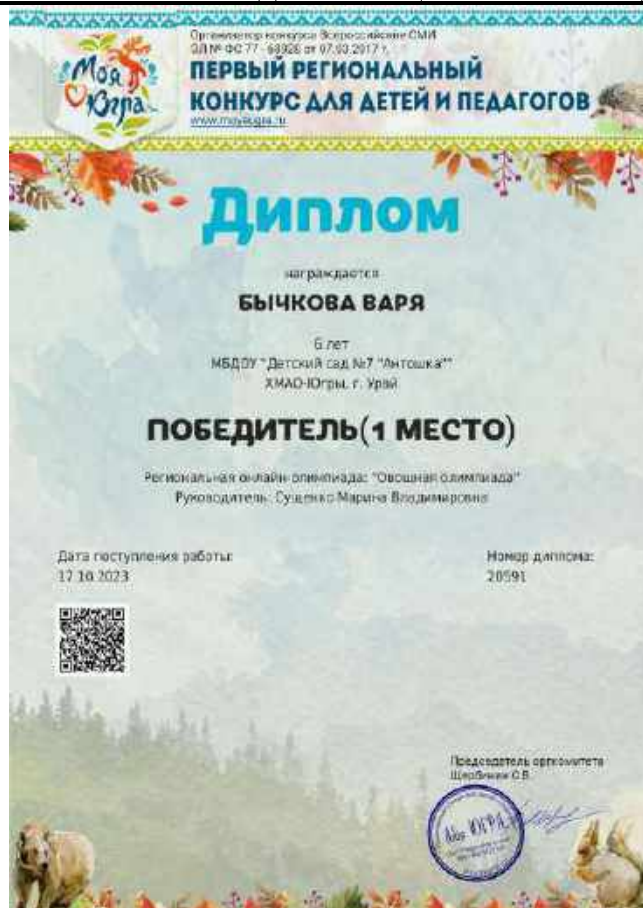 Организатор конкурса Всероссийское СМИ
ЭЛ № ФС 77 - 68928 от 07.03.2017 г.
Моя Югра
ПЕРВЫЙ РЕГИОНАЛЬНЫЙ
КОНКУРС ДЛЯ ДЕТЕЙ И ПЕДАГОГОВ
www.moyaugra.ru
Диплом
награждается
БЫЧКОВА ВАРЯ
6 лет
МБДОУ "Детский сад №7 "Антошка""
ХМАО-Югры, г. Урай
ПОБЕДИТЕЛЬ(1 МЕСТО)
Региональная онлайн-олимпиада: "Овощная олимпиада"
Руководитель: Сущенко Марина Владимировна
Дата поступления работы:
17.10.2023
Номер диплома:
20591
Председатель оргкомитета